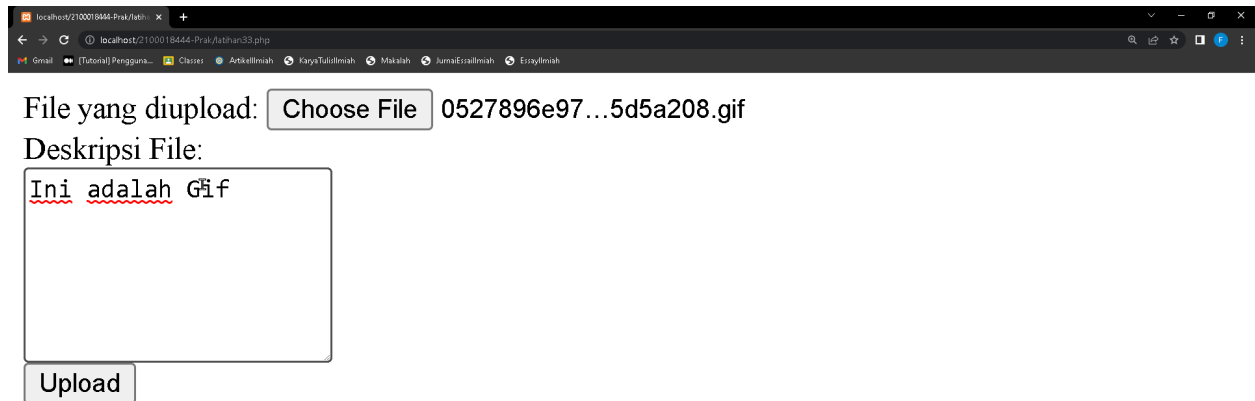 localhost/2100018444-Prak/latiha
localhost/2100018444-Prak/latihan33.php
Gmail [Tutorial] Pengguna... Classes ArtikelIlmiah KaryaTulisIlmiah Makalah JurnalEssaiIlmiah EssayIlmiah
File yang diupload: Choose File 0527896e97...5d5a208.gif
Deskripsi File:
Ini adalah Gif
Upload